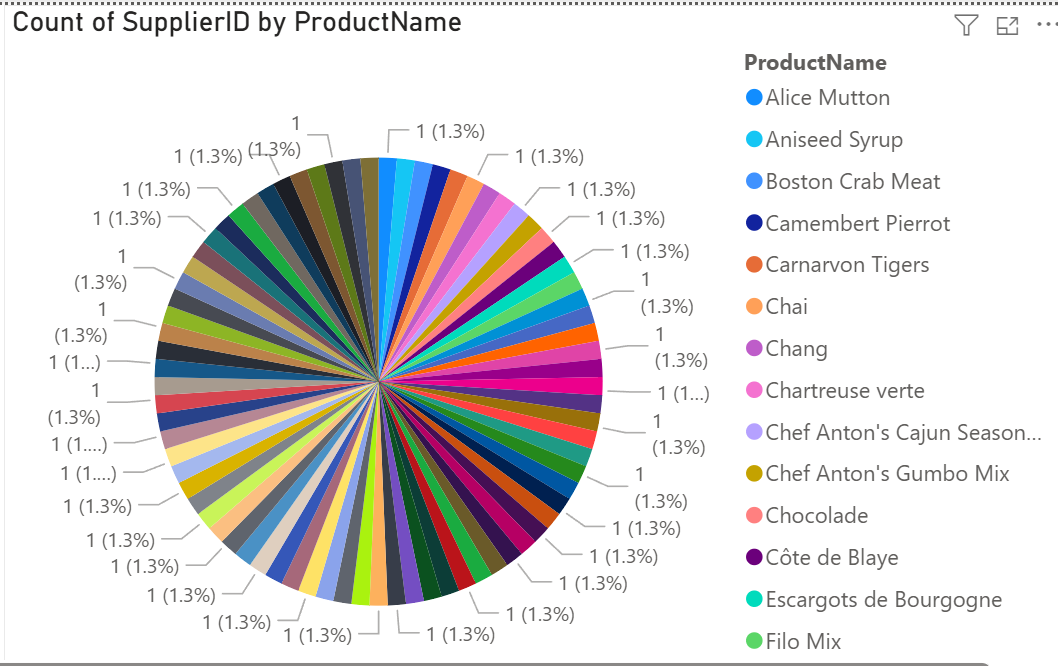 Count of SupplierID by ProductName
ProductName
Alice Mutton
Aniseed Syrup
Boston Crab Meat
Camembert Pierrot
Carnarvon Tigers
Chai
Chang
Chartreuse verte
Chef Anton's Cajun Season...
Chef Anton's Gumbo Mix
Chocolade
Côte de Blaye
Escargots de Bourgogne
Filo Mix
1 (1.3%)
1 (1.3%)
1 (1.3%)
1 (1.3%)
1 (1.3%)
1
(1.3%)
1
(1.3%)
1 (1...)
1
(1.3%)
1
(1.3%)
1 (1.3%)
1 (1.3%)
1 (1.3%)
1 (1.3%)
1 (1.3%)
1 (1.3%)
1 (1.3%)
1 (1.3%)
1 (1.3%)
1 (1.3%)
1 (1.3%)
1 (1....)
1 (1....)
1
(1.3%)
1 (1...)
1
(1.3%)
1
(1.3%)
1 (1.3%)
1 (1.3%)
1 (1.3%)
1
(1.3%)